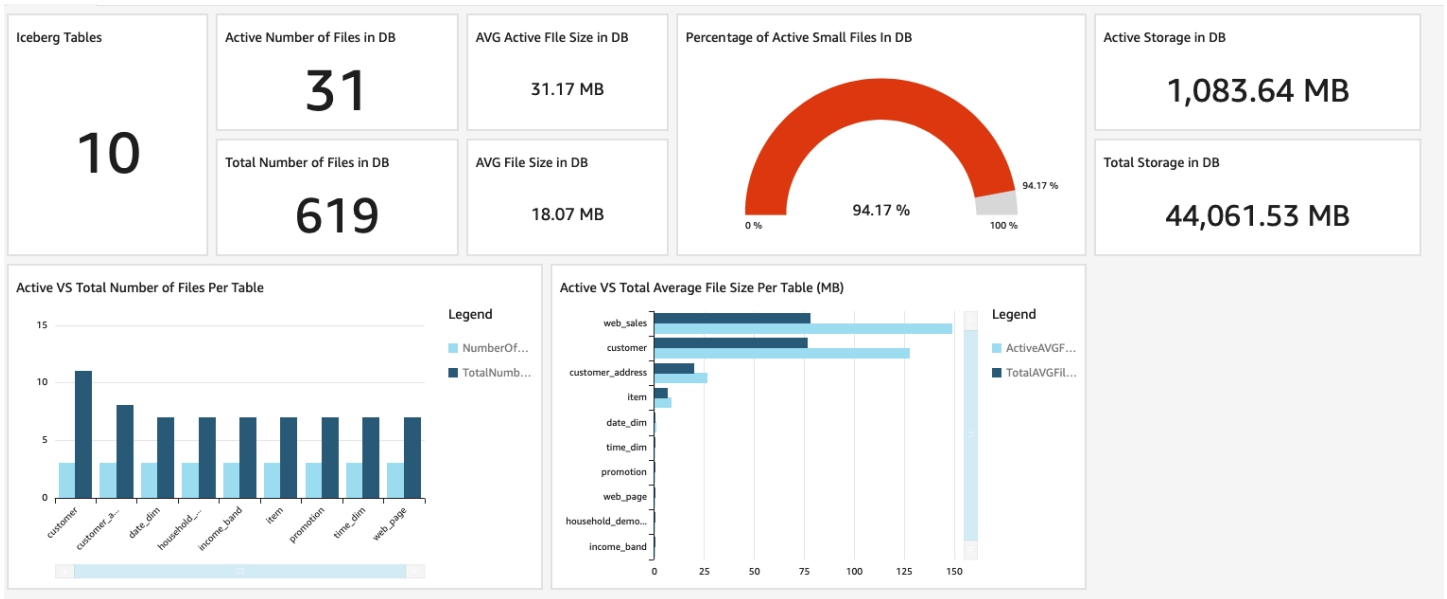 Iceberg Tables
10
Active Number of Files in DB
31
Total Number of Files in DB
619
AVG Active FIle Size in DB
31.17 MB
AVG File Size in DB
18.07 MB
Percentage of Active Small Files In DB
94.17 %
94.17 %
0 %
100 %
Active Storage in DB
1,083.64 MB
Total Storage in DB
44,061.53 MB
Active VS Total Number of Files Per Table
15
10
5
0
customer
customer_a...
date_dim
household_...
income_band
item
promotion
time_dim
web_page
Legend
NumberOf...
TotalNumb...
Active VS Total Average File Size Per Table (MB)
web_sales
customer
customer_address
item
date_dim
time_dim
promotion
web_page
household_demo...
income_band
0
25
50
75
100
125
150
Legend
ActiveAVGF...
TotalAVGFil...